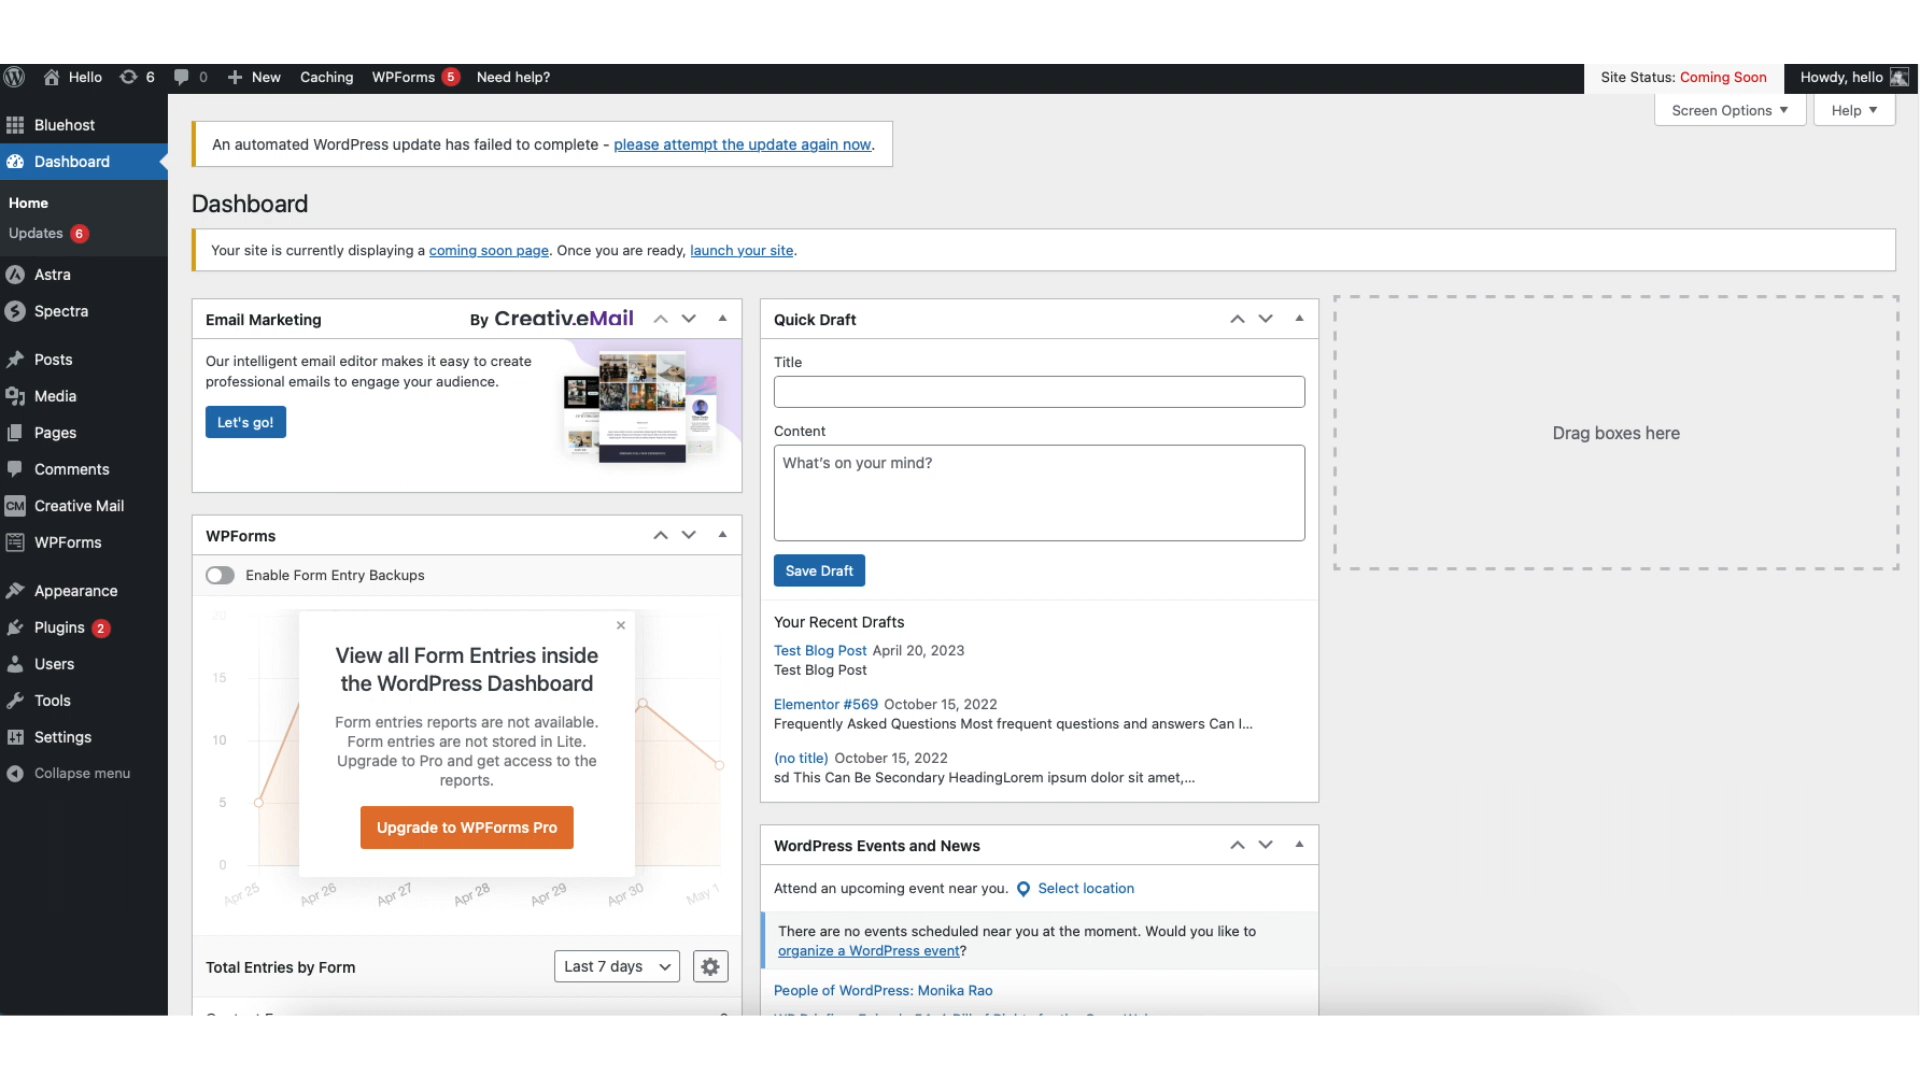 Hello 6 0 + New Caching WPForms 5 Need help? Site Status: Coming Soon Howdy, hello
Screen Options ▼ Help ▼
Bluehost
Dashboard
Home
Updates 6
Astra
Spectra
Posts
Media
Pages
Comments
CM Creative Mail
WPForms
Appearance
Plugins 2
Users
Tools
Settings
Collapse menu
An automated WordPress update has failed to complete - please attempt the update again now.
Dashboard
Your site is currently displaying a coming soon page. Once you are ready, launch your site.
Email Marketing By Creativ.eMail
Our intelligent email editor makes it easy to create
professional emails to engage your audience.
Let's go!
WPForms
Enable Form Entry Backups
20
15
10
5
0
View all Form Entries inside
the WordPress Dashboard
Form entries reports are not available.
Form entries are not stored in Lite.
Upgrade to Pro and get access to the
reports.
Upgrade to WPForms Pro
Apr 25 Apr 26 Apr 27 Apr 28 Apr 29 Apr 30 May 1
Total Entries by Form Last 7 days
Quick Draft
Title
Content
What's on your mind?
Save Draft
Your Recent Drafts
Test Blog Post April 20, 2023
Test Blog Post
Elementor #569 October 15, 2022
Frequently Asked Questions Most frequent questions and answers Can I...
(no title) October 15, 2022
sd This Can Be Secondary HeadingLorem ipsum dolor sit amet,...
WordPress Events and News
Attend an upcoming event near you. Select location
There are no events scheduled near you at the moment. Would you like to
organize a WordPress event?
People of WordPress: Monika Rao
Drag boxes here